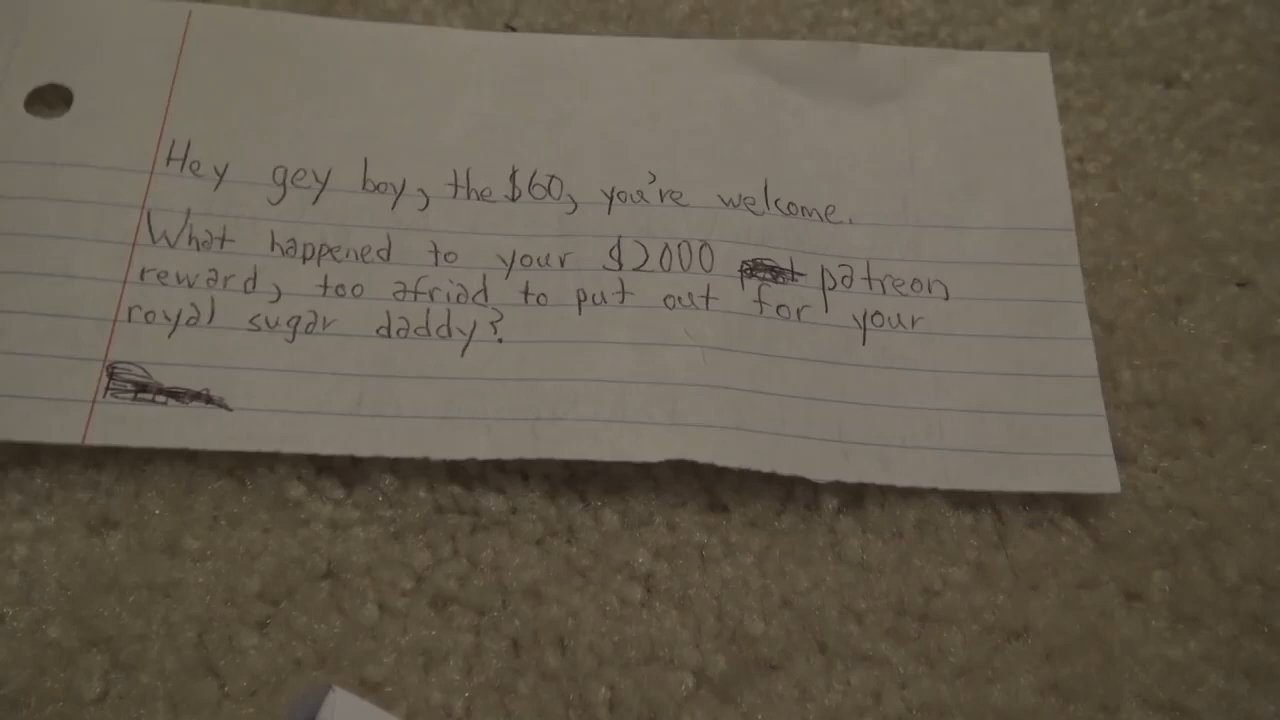 Hey gey boy, the $60, you're welcome.
What happened to your $2000 patreon
reward, too afriad to put out for your
royal sugar daddy?